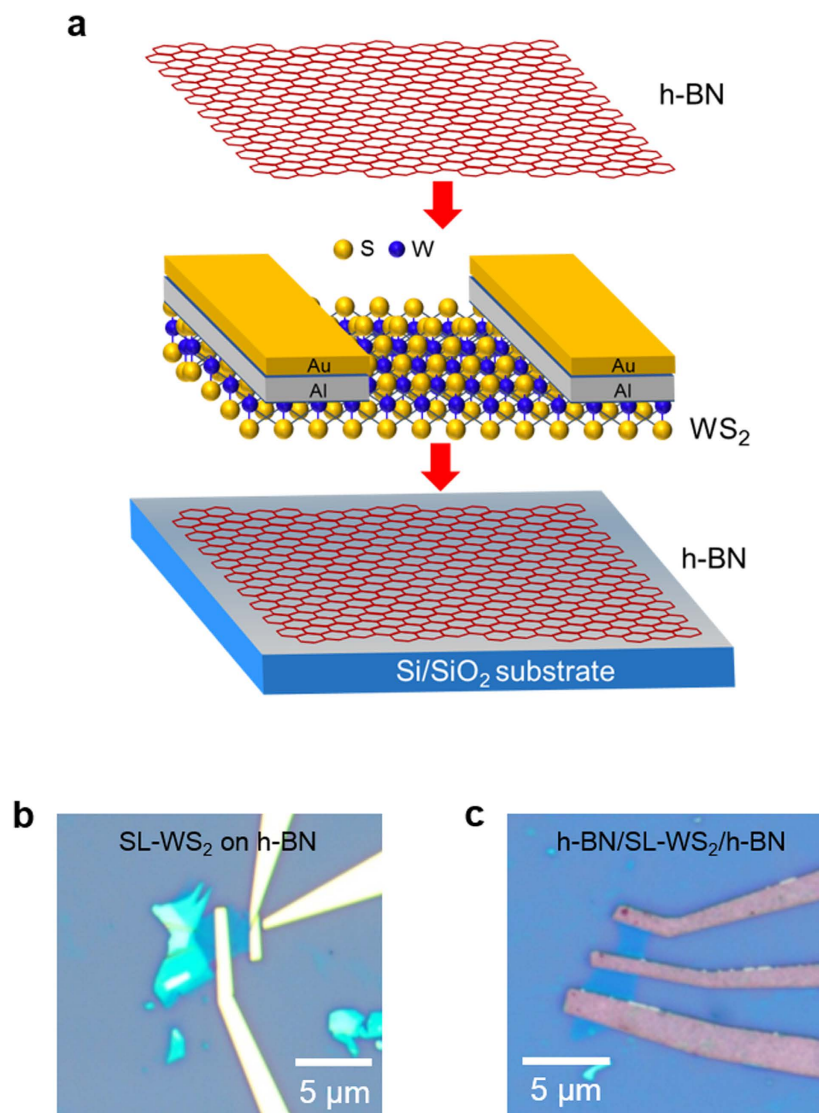 a
h-BN
S W
Au
Al
Au
Al
WS₂
h-BN
Si/SiO₂ substrate
b
SL-WS₂ on h-BN
5 µm
c
h-BN/SL-WS₂/h-BN
5 µm